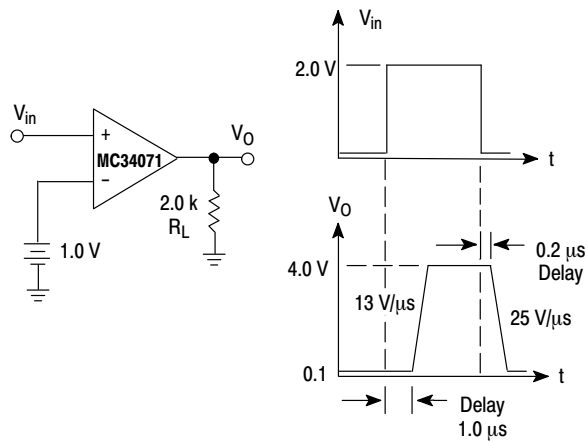 V_in
+
MC34071
−
V_O
2.0 k
R_L
1.0 V
V_in
2.0 V
t
V_O
4.0 V
0.2 μs
Delay
13 V/μs
25 V/μs
0.1
t
Delay
1.0 μs